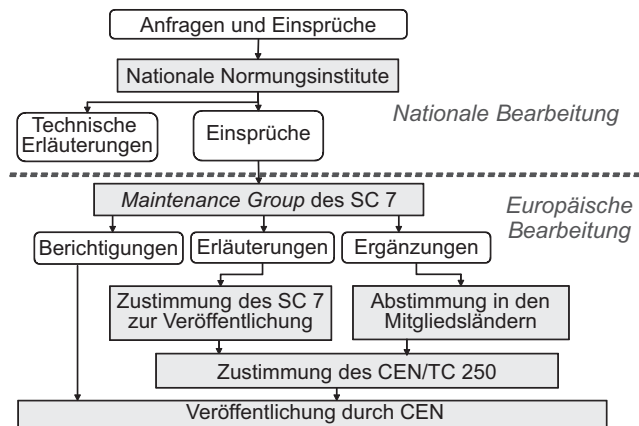 Anfragen und Einsprüche
Nationale Normungsinstitute
Nationale Bearbeitung
Technische
Erläuterungen
Einsprüche
Maintenance Group des SC 7
Europäische
Bearbeitung
Berichtigungen
Erläuterungen
Ergänzungen
Zustimmung des SC 7
zur Veröffentlichung
Abstimmung in den
Mitgliedsländern
Zustimmung des CEN/TC 250
Veröffentlichung durch CEN